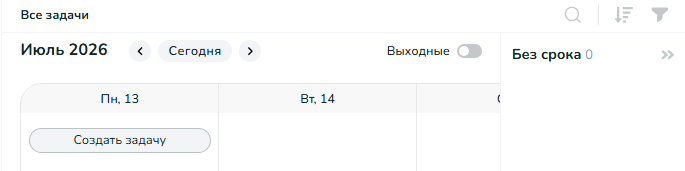 Все задачи
Июль 2026
Сегодня
Выходные
Без срока 0
Пн, 13
Вт, 14
Создать задачу